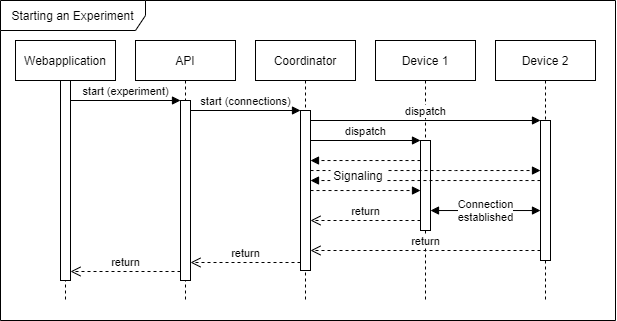 Starting an Experiment
Webapplication
API
Coordinator
Device 1
Device 2
start (experiment)
start (connections)
dispatch
dispatch
Signaling
Connection
established
return
return
return
return